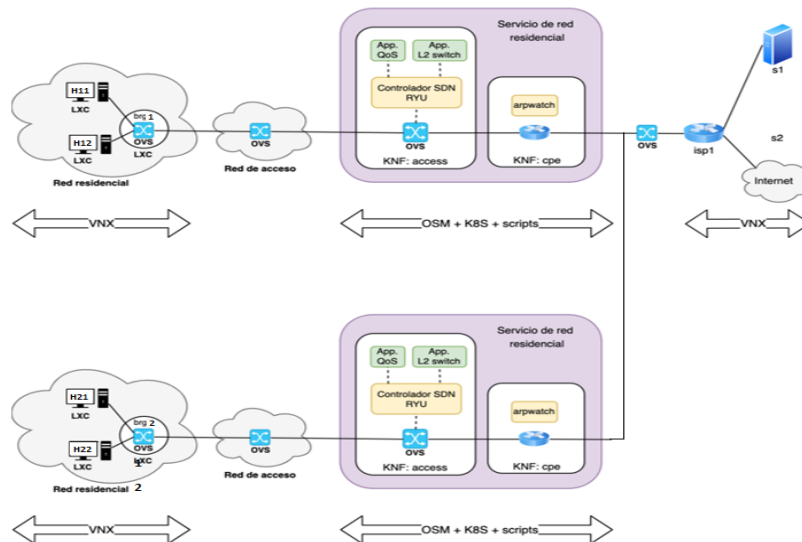 Servicio de red
residencial
App.
QoS
App.
L2 switch
Controlador SDN
RYU
OVS
KNF: access
arpwatch
KNF: cpe
H11
LXC
H12
LXC
brg 1
OVS
LXC
Red residencial
OVS
Red de acceso
OVS
isp1
s1
s2
Internet
VNX
OSM + K8S + scripts
VNX
Servicio de red
residencial
App.
QoS
App.
L2 switch
Controlador SDN
RYU
OVS
KNF: access
arpwatch
KNF: cpe
H21
LXC
H22
LXC
brg 2
OVS
LXC
1
Red residencial 2
OVS
Red de acceso
VNX
OSM + K8S + scripts